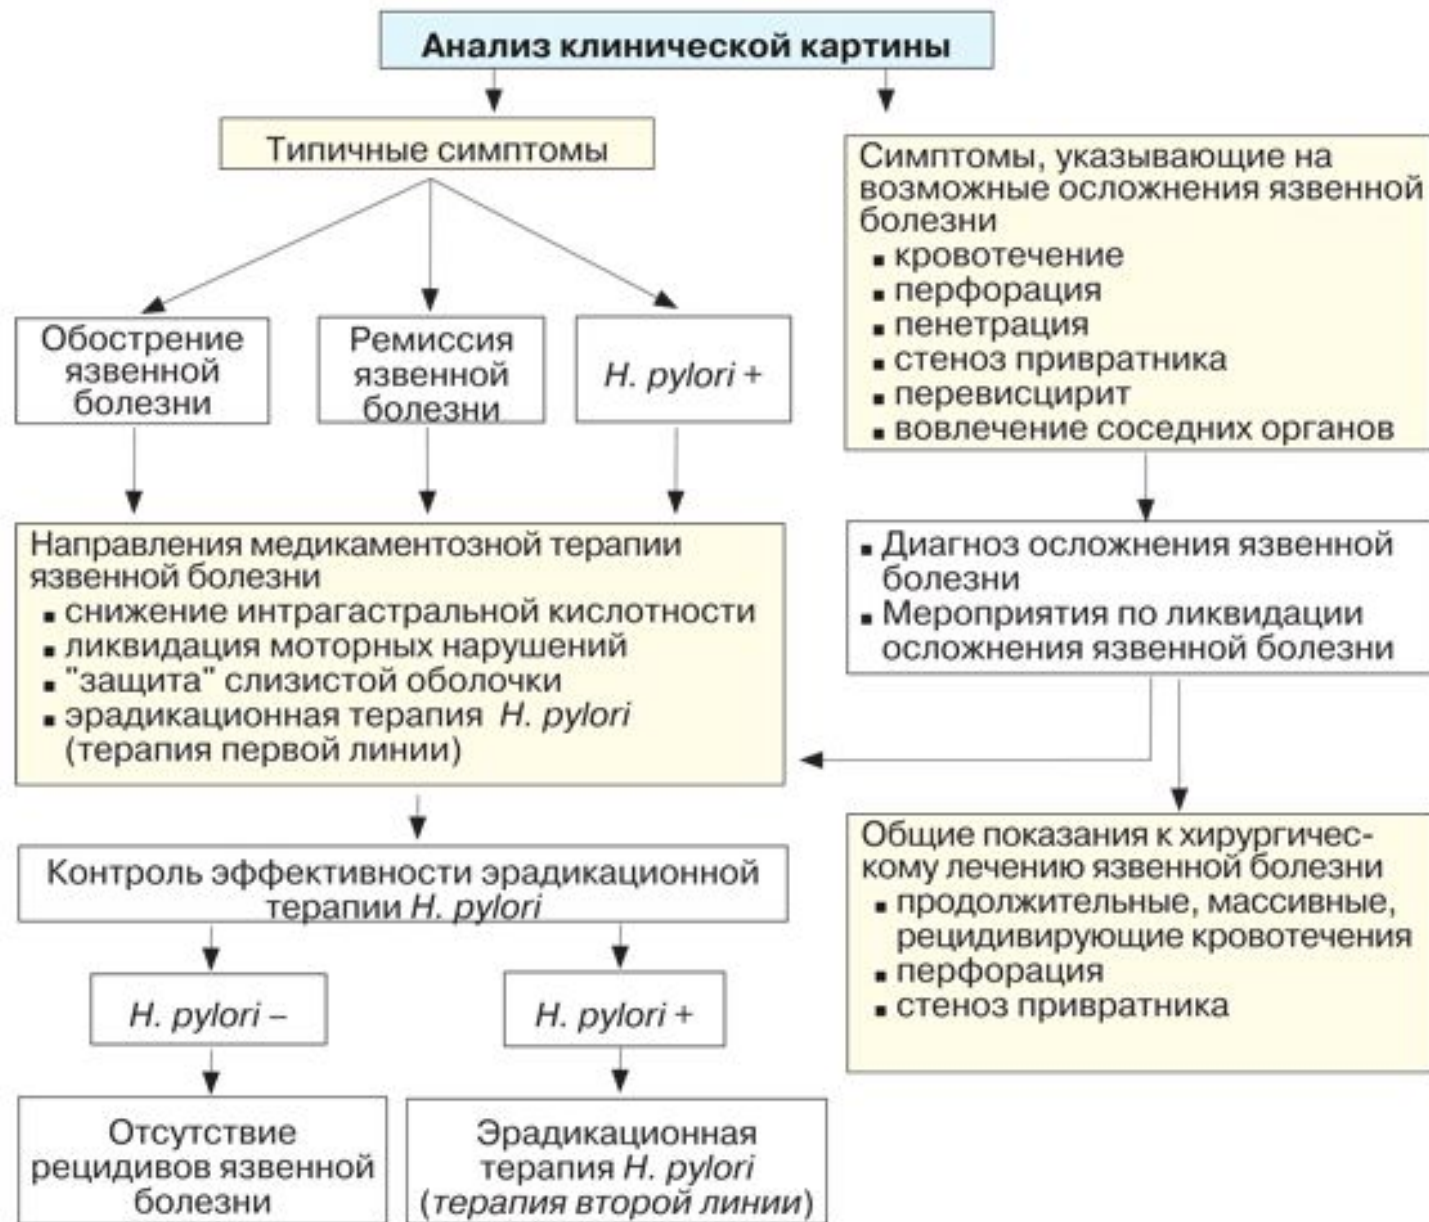 Анализ клинической картины
Типичные симптомы
Симптомы, указывающие на
возможные осложнения язвенной
болезни
▪ кровотечение
▪ перфорация
▪ пенетрация
▪ стеноз привратника
▪ перевисцирит
▪ вовлечение соседних органов
Обострение
язвенной
болезни
Ремиссия
язвенной
болезни
H. pylori +
Направления медикаментозной терапии
язвенной болезни
▪ снижение интрагастральной кислотности
▪ ликвидация моторных нарушений
▪ "защита" слизистой оболочки
▪ эрадикационная терапия H. pylori
(терапия первой линии)
▪ Диагноз осложнения язвенной
болезни
▪ Мероприятия по ликвидации
осложнения язвенной болезни
Общие показания к хирургичес-
кому лечению язвенной болезни
▪ продолжительные, массивные,
рецидивирующие кровотечения
▪ перфорация
▪ стеноз привратника
Контроль эффективности эрадикационной
терапии H. pylori
H. pylori –
H. pylori +
Отсутствие
рецидивов язвенной
болезни
Эрадикационная
терапия H. pylori
(терапия второй линии)